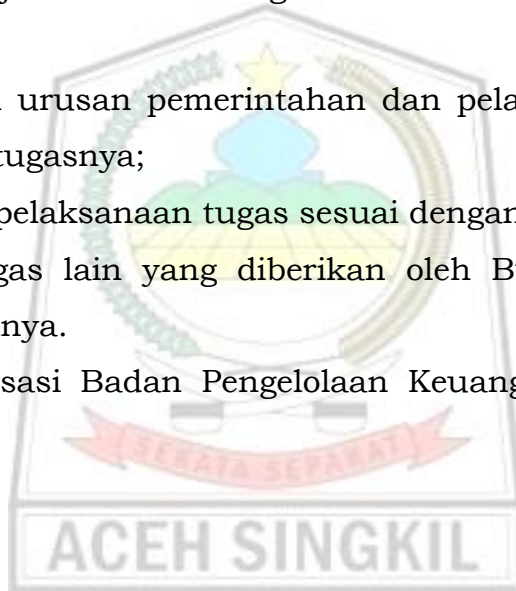 urusan pemerintahan dan pela
tugasnya;
pelaksanaan tugas sesuai dengan
gas lain yang diberikan oleh B
nya.
sasi Badan Pengelolaan Keuang
SEKATA SEPAKAT
ACEH SINGKIL